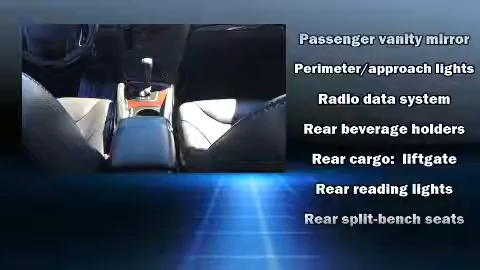 Passenger vanity mirror
Perimeter/approach lights
Radio data system
Rear beverage holders
Rear cargo:  liftgate
Rear reading lights
Rear split-bench seats